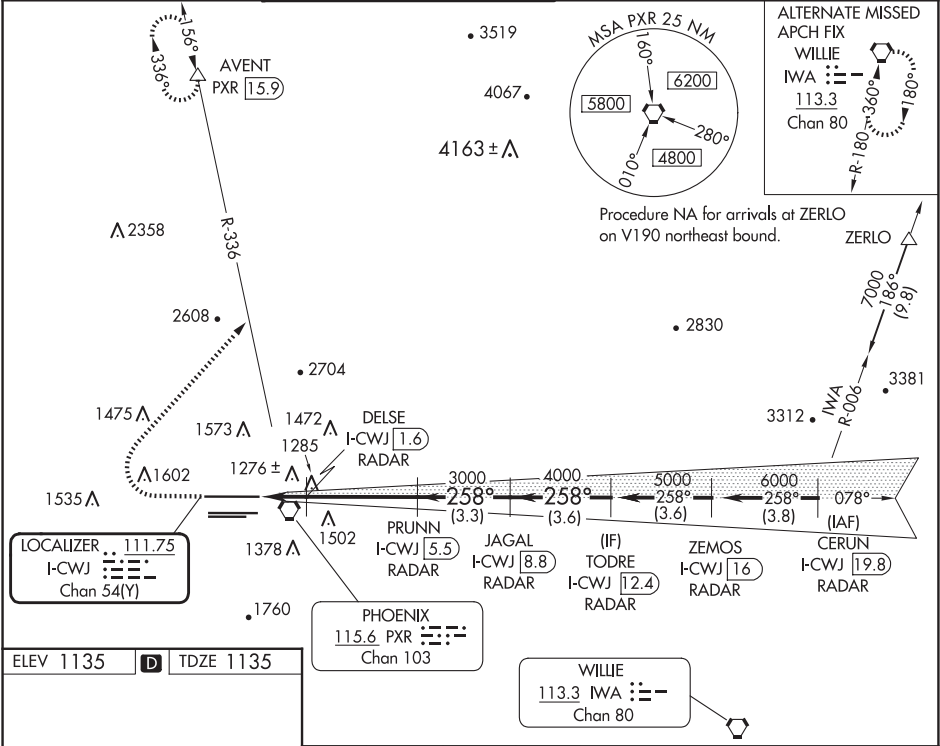 156°
336°
AVENT
PXR 15.9
3519
4067
4163 ±
MSA PXR 25 NM
160°
6200
5800
280°
010°
4800
ALTERNATE MISSED
APCH FIX
WILLIE
IWA
113.3
Chan 80
360°
180°
R-180
Procedure NA for arrivals at ZERLO
on V190 northeast bound.
ZERLO
7000
186°
(9.8)
2358
R-336
2608
2830
2704
3381
3312
IWA
R-006
1475
1573
1472
1285
DELSE
I-CWJ 1.6
RADAR
1276 ±
1602
1535
3000
258°
(3.3)
4000
258°
(3.6)
5000
258°
(3.6)
6000
258°
(3.8)
078°
1502
1378
LOCALIZER 111.75
I-CWJ
Chan 54(Y)
PRUNN
I-CWJ 5.5
RADAR
JAGAL
I-CWJ 8.8
RADAR
(IF)
TODRE
I-CWJ 12.4
RADAR
ZEMOS
I-CWJ 16
RADAR
(IAF)
CERUN
I-CWJ 19.8
RADAR
1760
PHOENIX
115.6 PXR
Chan 103
WILLIE
113.3 IWA
Chan 80
ELEV 1135 D TDZE 1135